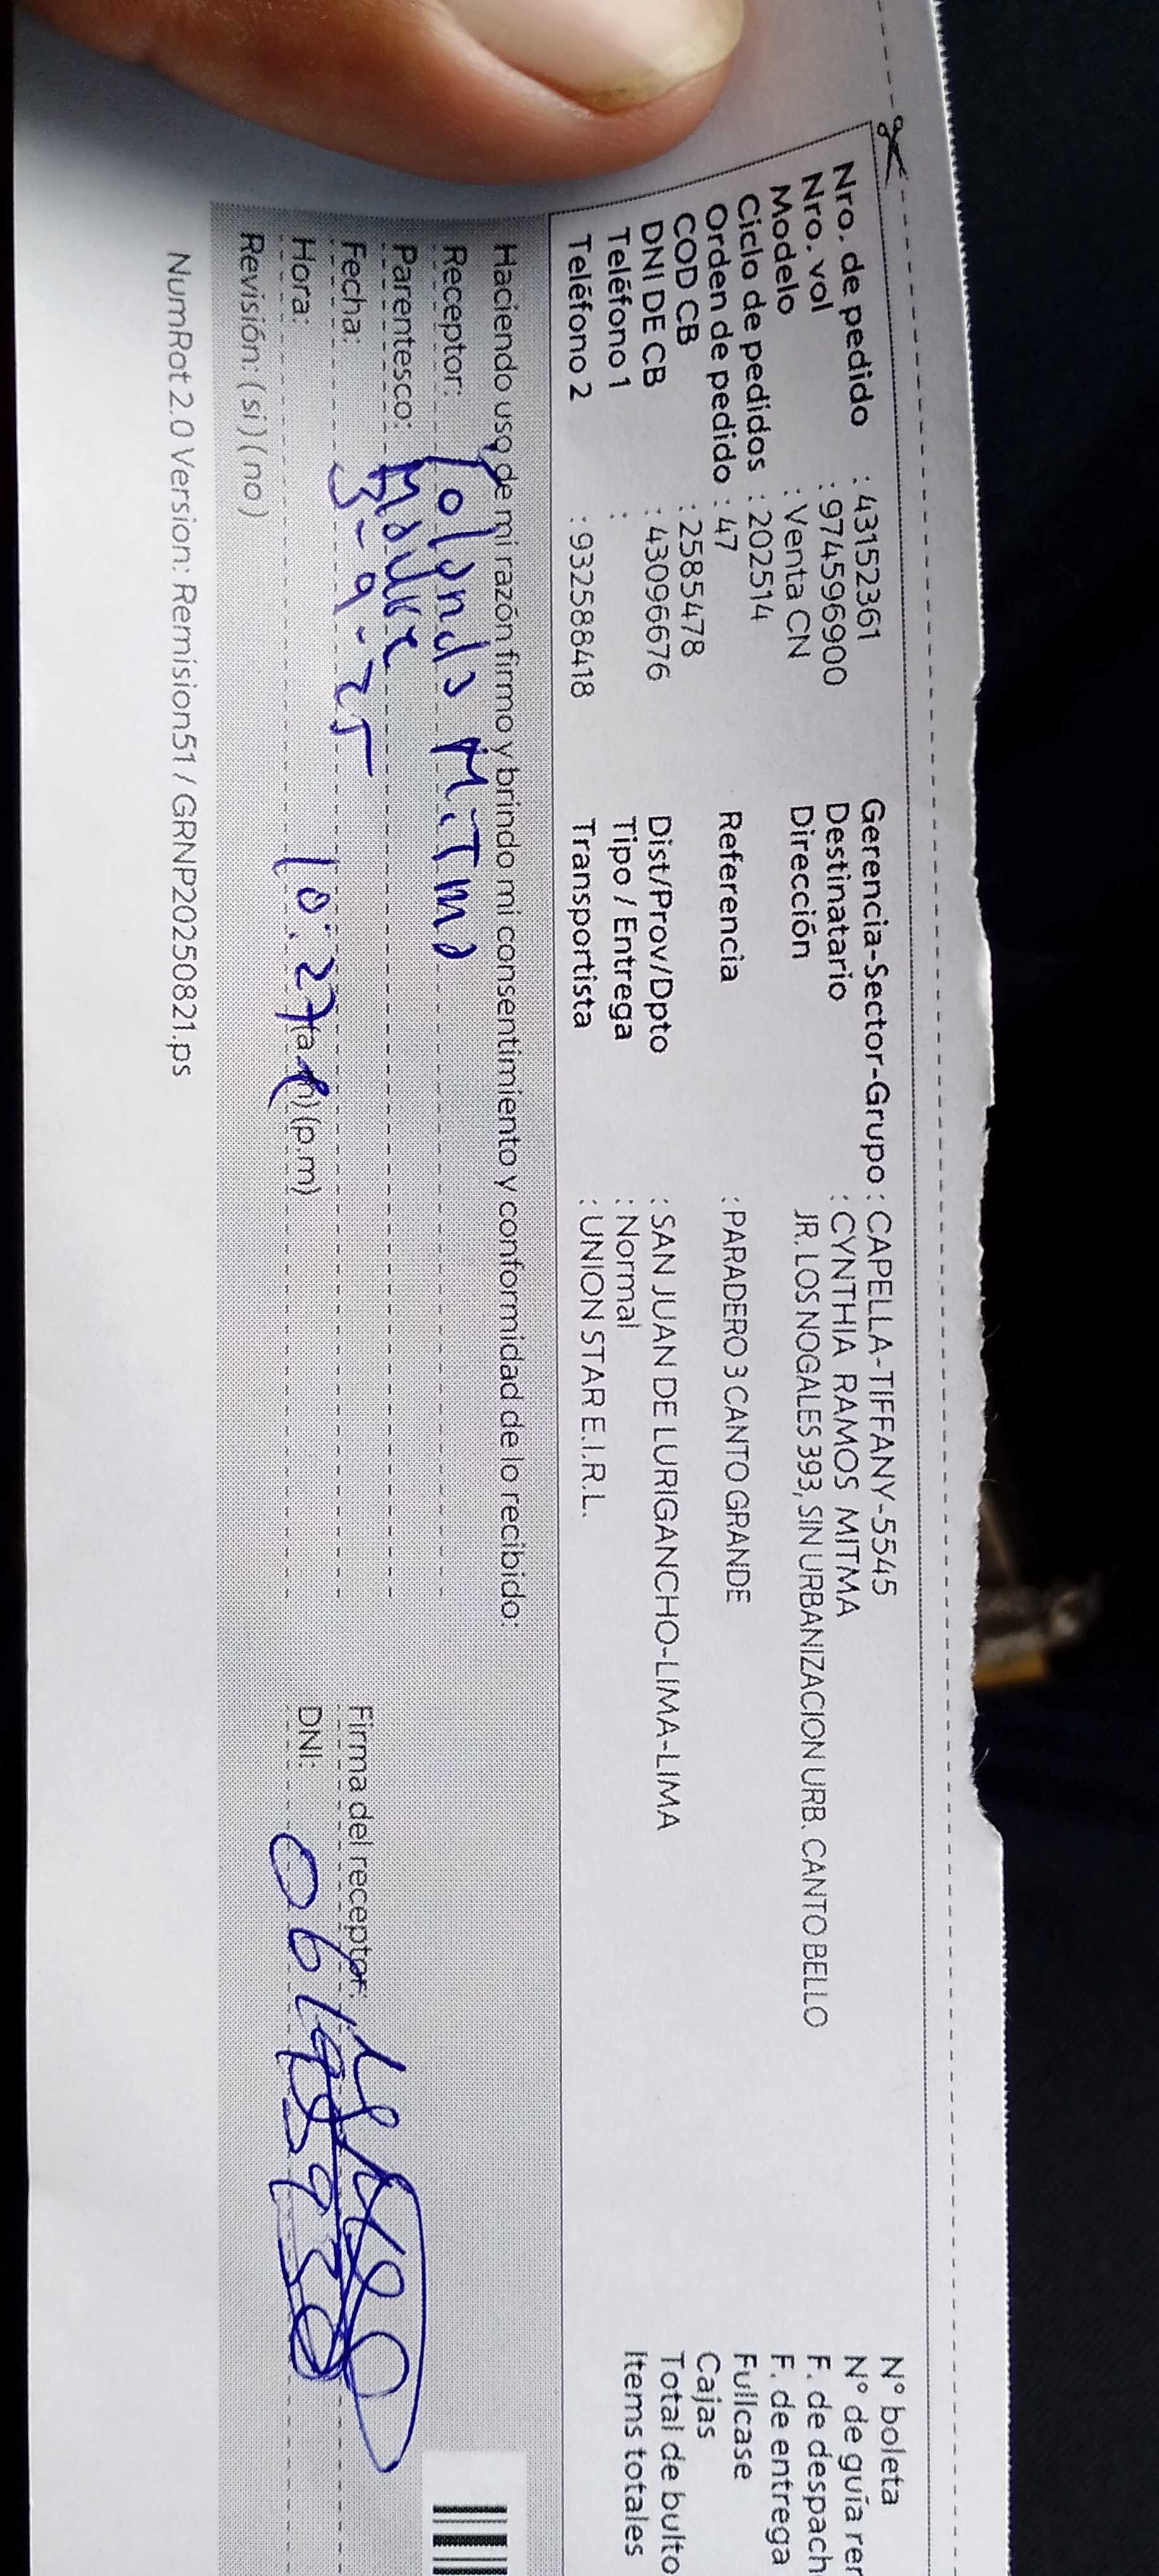 Nro. de pedido : 43152361
Nro. vol : 974596900
Modelo : Venta CN
Ciclo de pedidos : 202514
Orden de pedido : 47
COD CB : 2585478
DNI DE CB : 43096676
Teléfono 1 :
Teléfono 2 : 932588418
Gerencia-Sector-Grupo : CAPELLA-TIFFANY-5545
Destinatario : CYNTHIA RAMOS MITMA
Dirección JR. LOS NOGALES 393, SIN URBANIZACION URB. CANTO BELLO
Referencia : PARADERO 3 CANTO GRANDE
Dist/Prov/Dpto : SAN JUAN DE LURIGANCHO-LIMA-LIMA
Tipo / Entrega : Normal
Transportista : UNION STAR E.I.R.L.
N° boleta
N° de guía rer
F. de despach
F. de entrega
Fullcase
Cajas
Total de bulto
Items totales
Haciendo uso de mi razón firmo y brindo mi consentimiento y conformidad de lo recibido:
Receptor: Yolanda Mitma
Parentesco: Madre
Fecha: 3-9-25
Hora: 10:27 (a.m) (p.m)
Revisión: (si) (no)
Firma del receptor:
DNI:
NumRot 2.0 Version: Remision51 / GRNP20250821.ps